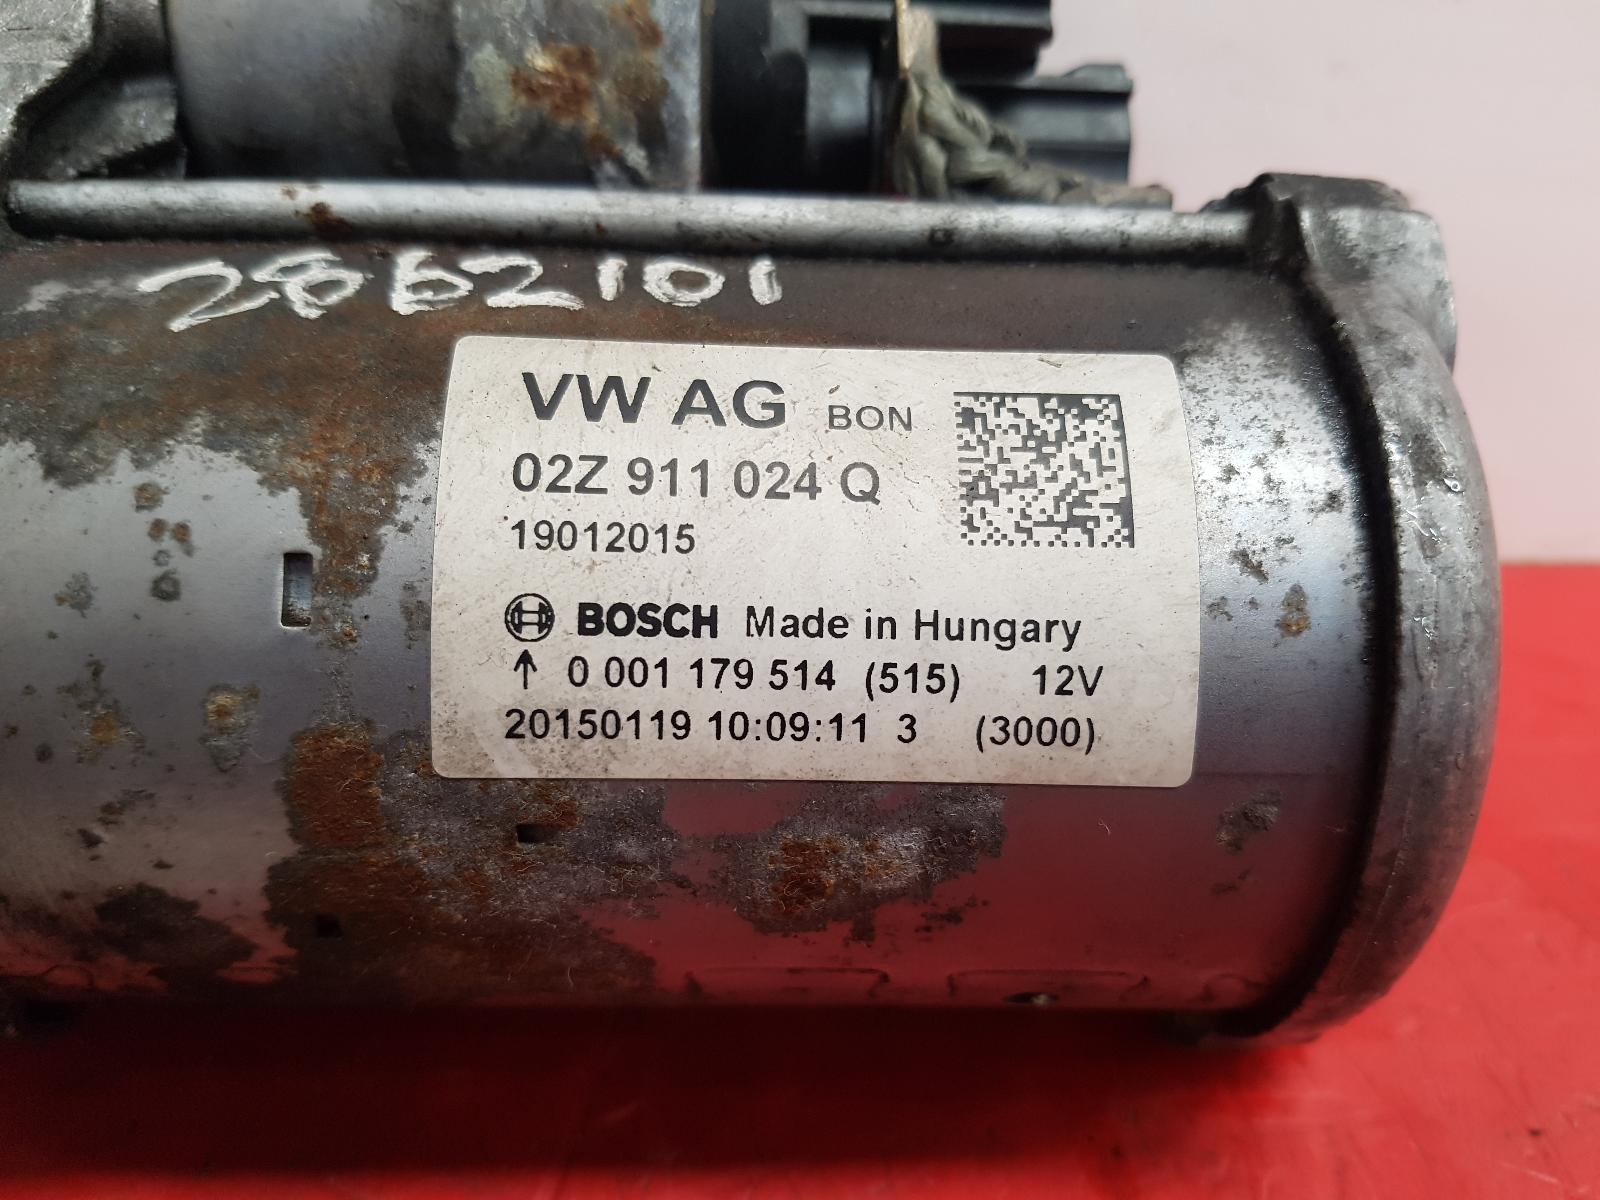 2862101
VW AG BON
02Z 911 024 Q
19012015
BOSCH Made in Hungary
↑ 0 001 179 514 (515) 12V
20150119 10:09:11 3 (3000)